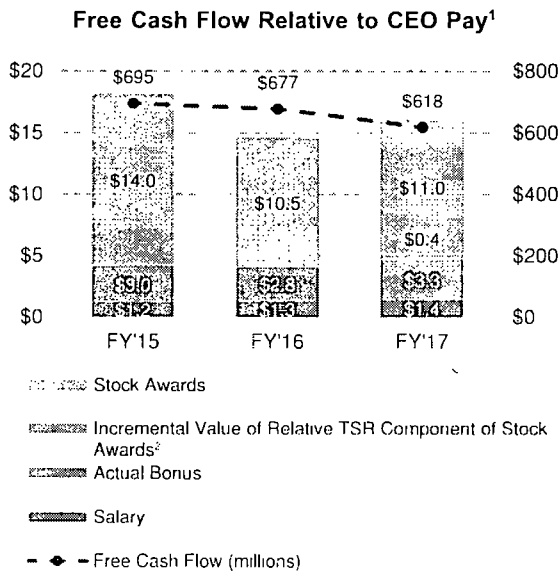 Free Cash Flow Relative to CEO Pay¹
$20 $695 $677 $618 $800
$15 $600
$14.0 $10.5 $11.0
$10 $400
$5 $0.4 $200
$3.0 $2.8 $3.3
$0 $1.2 $1.3 $1.4 $0
FY'15 FY'16 FY'17
Stock Awards
Incremental Value of Relative TSR Component of Stock
Awards²
Actual Bonus
Salary
Free Cash Flow (millions)